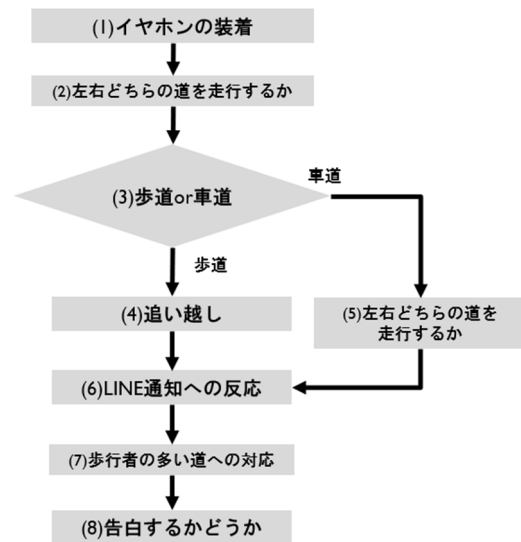 (1)イヤホンの装着
(2)左右どちらの道を走行するか
(3)歩道or車道
車道
歩道
(4)追い越し
(5)左右どちらの道を
走行するか
(6)LINE通知への反応
(7)歩行者の多い道への対応
(8)告白するかどうか